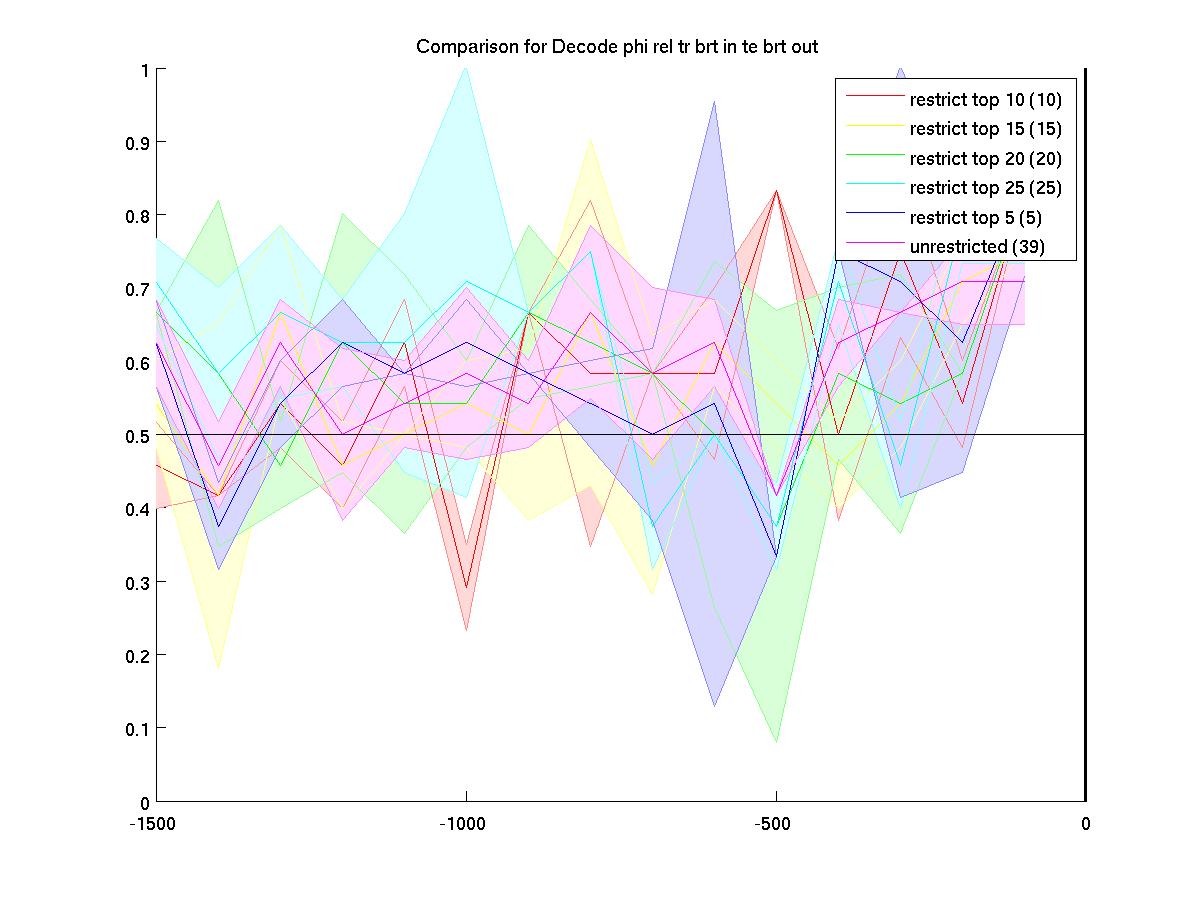 Comparison for Decode phi rel tr brt in te brt out
1
0.9
0.8
0.7
0.6
0.5
0.4
0.3
0.2
0.1
0
-1500
-1000
-500
0
restrict top 10 (10)
restrict top 15 (15)
restrict top 20 (20)
restrict top 25 (25)
restrict top 5 (5)
unrestricted (39)